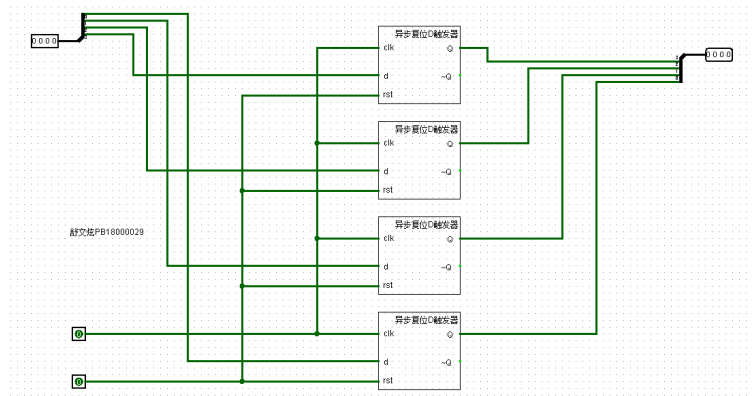 异步复位D触发器
clk Q
d ~Q
rst
0000
0000
异步复位D触发器
clk Q
d ~Q
rst
异步复位D触发器
clk Q
d ~Q
rst
舒文炫PB18000029
异步复位D触发器
clk Q
d ~Q
rst
0
0